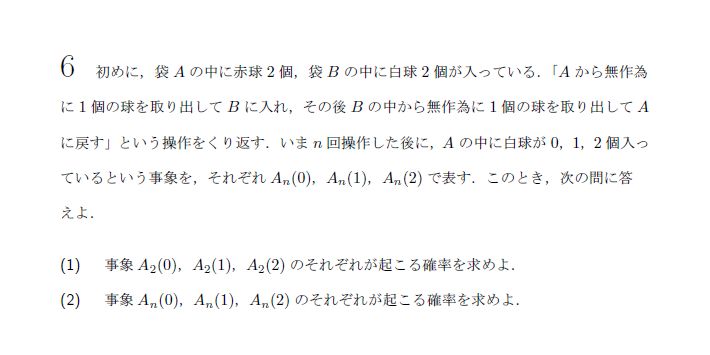 6 初めに，袋 A の中に赤球 2 個，袋 B の中に白球 2 個が入っている．「A から無作為
に 1 個の球を取り出して B に入れ，その後 B の中から無作為に 1 個の球を取り出して A
に戻す」という操作をくり返す．いま n 回操作した後に，A の中に白球が 0，1，2 個入っ
ているという事象を，それぞれ Aₙ(0)，Aₙ(1)，Aₙ(2) で表す．このとき，次の問に答
えよ．
(1) 事象 A₂(0)，A₂(1)，A₂(2) のそれぞれが起こる確率を求めよ．
(2) 事象 Aₙ(0)，Aₙ(1)，Aₙ(2) のそれぞれが起こる確率を求めよ．